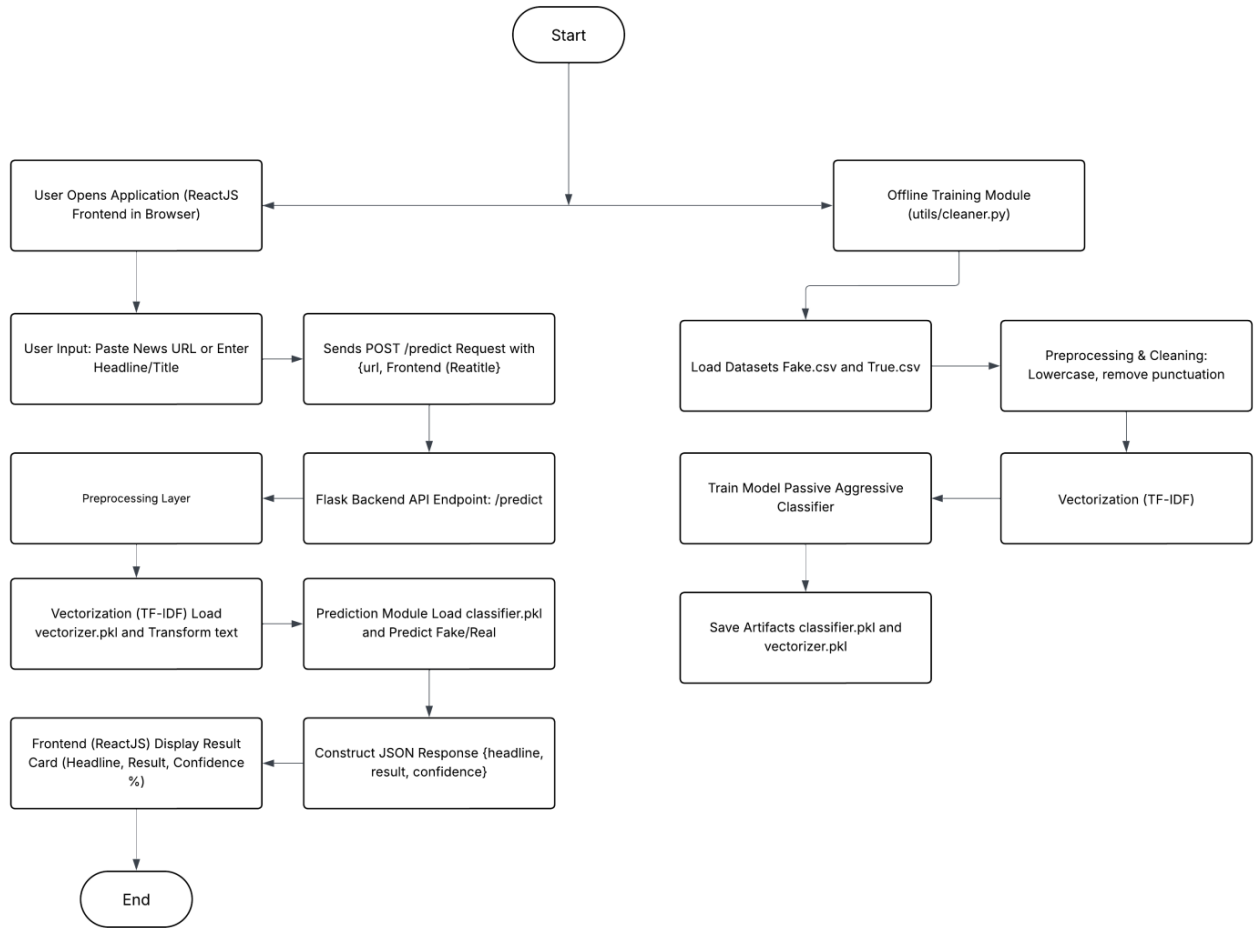 Start
User Opens Application (ReactJS
Frontend in Browser)
Offline Training Module
(utils/cleaner.py)
User Input: Paste News URL or Enter
Headline/Title
Sends POST /predict Request with
{url, Frontend (Reatitle}
Load Datasets Fake.csv and True.csv
Preprocessing & Cleaning:
Lowercase, remove punctuation
Preprocessing Layer
Flask Backend API Endpoint: /predict
Train Model Passive Aggressive
Classifier
Vectorization (TF-IDF)
Vectorization (TF-IDF) Load
vectorizer.pkl and Transform text
Prediction Module Load classifier.pkl
and Predict Fake/Real
Save Artifacts classifier.pkl and
vectorizer.pkl
Frontend (ReactJS) Display Result
Card (Headline, Result, Confidence
%)
Construct JSON Response {headline,
result, confidence}
End